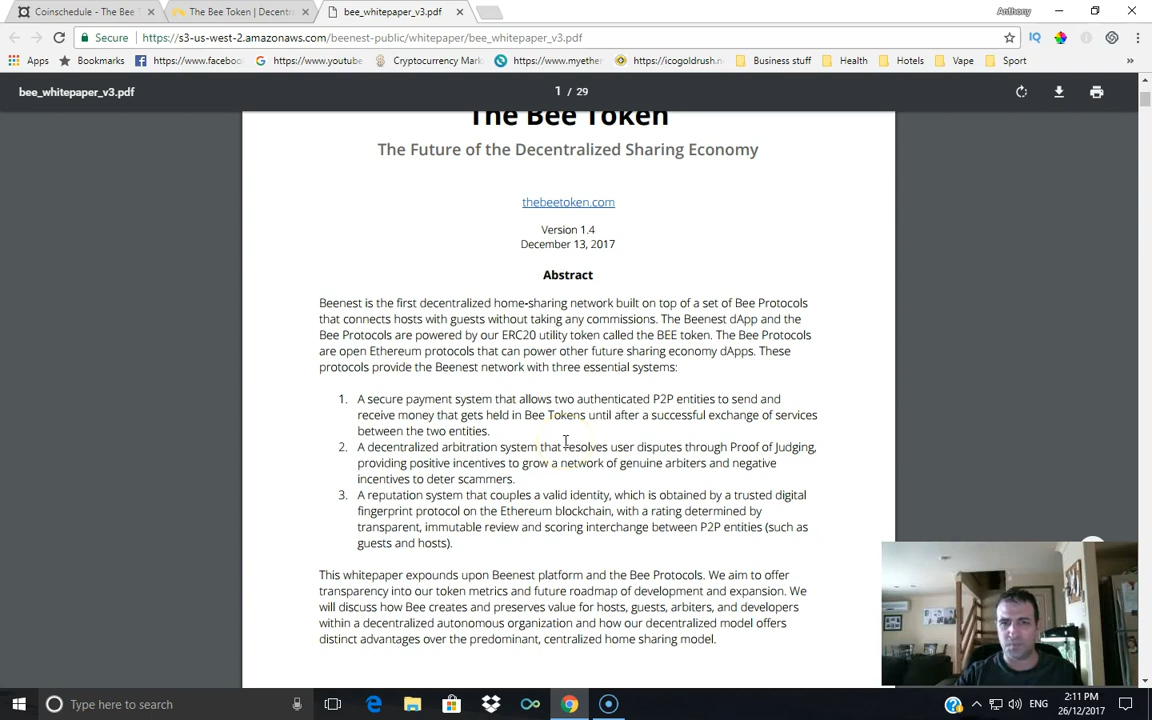 Coinschedule - The Bee T
The Bee Token | Decentr
bee_whitepaper_v3.pdf
Anthony
Secure
https://s3-us-west-2.amazonaws.com/beenest-public/whitepaper/bee_whitepaper_v3.pdf
Apps
Bookmarks
https://www.faceboo
https://www.youtube
Cryptocurrency Mark
https://www.myether
https://icogoldrush.n
Business stuff
Health
Hotels
Vape
Sport
bee_whitepaper_v3.pdf
1 / 29
The Bee Token
The Future of the Decentralized Sharing Economy
thebeetoken.com
Version 1.4
December 13, 2017
Abstract
Beenest is the first decentralized home-sharing network built on top of a set of Bee Protocols
that connects hosts with guests without taking any commissions. The Beenest dApp and the
Bee Protocols are powered by our ERC20 utility token called the BEE token. The Bee Protocols
are open Ethereum protocols that can power other future sharing economy dApps. These
protocols provide the Beenest network with three essential systems:
1. A secure payment system that allows two authenticated P2P entities to send and
receive money that gets held in Bee Tokens until after a successful exchange of services
between the two entities.
2. A decentralized arbitration system that resolves user disputes through Proof of Judging,
providing positive incentives to grow a network of genuine arbiters and negative
incentives to deter scammers.
3. A reputation system that couples a valid identity, which is obtained by a trusted digital
fingerprint protocol on the Ethereum blockchain, with a rating determined by
transparent, immutable review and scoring interchange between P2P entities (such as
guests and hosts).
This whitepaper expounds upon Beenest platform and the Bee Protocols. We aim to offer
transparency into our token metrics and future roadmap of development and expansion. We
will discuss how Bee creates and preserves value for hosts, guests, arbiters, and developers
within a decentralized autonomous organization and how our decentralized model offers
distinct advantages over the predominant, centralized home sharing model.
Type here to search
ENG
2:11 PM
26/12/2017